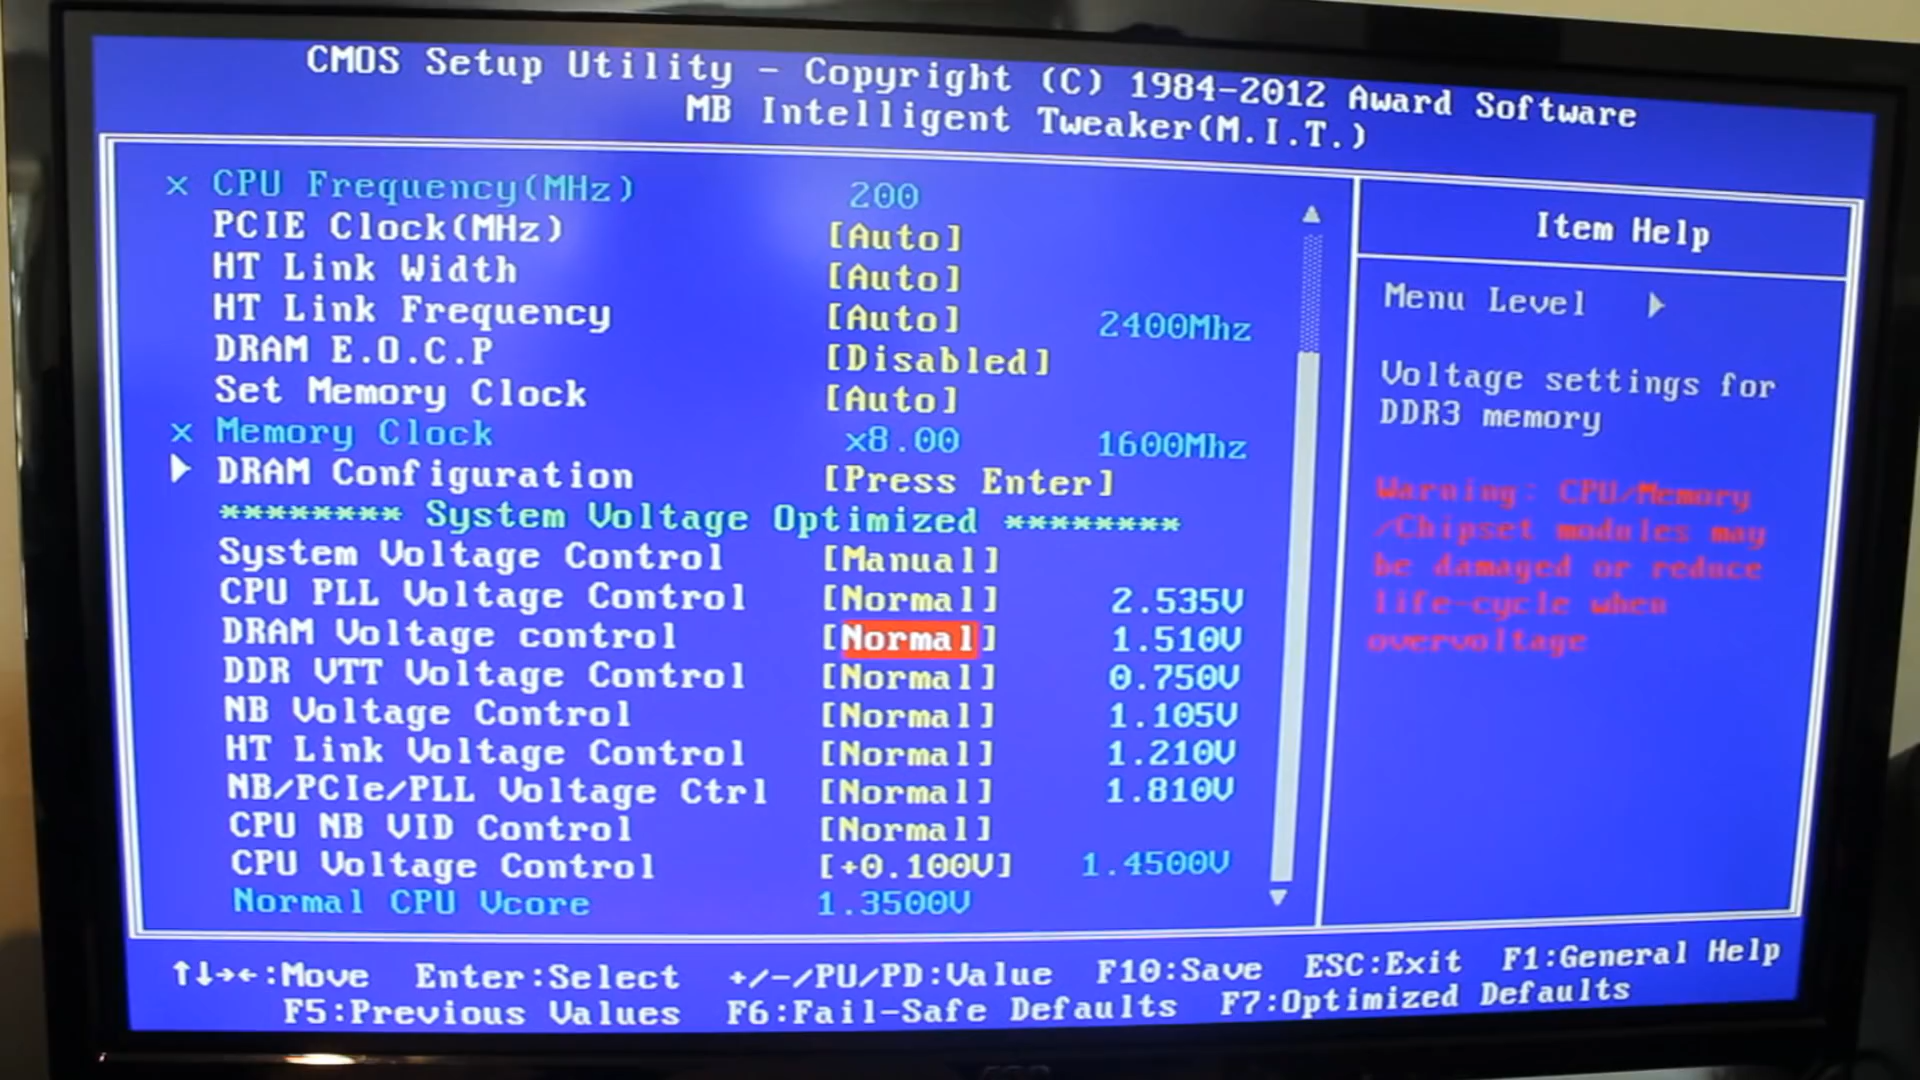 CMOS Setup Utility - Copyright (C) 1984-2012 Award Software
MB Intelligent Tweaker(M.I.T.)
x CPU Frequency(MHz) 200
PCIE Clock(MHz) [Auto]
HT Link Width [Auto]
HT Link Frequency [Auto] 2400Mhz
DRAM E.O.C.P [Disabled]
Set Memory Clock [Auto]
x Memory Clock x8.00 1600Mhz
► DRAM Configuration [Press Enter]
******** System Voltage Optimized ********
System Voltage Control [Manual]
CPU PLL Voltage Control [Normal] 2.535V
DRAM Voltage control [Normal] 1.510V
DDR VTT Voltage Control [Normal] 0.750V
NB Voltage Control [Normal] 1.105V
HT Link Voltage Control [Normal] 1.210V
NB/PCIe/PLL Voltage Ctrl [Normal] 1.810V
CPU NB VID Control [Normal]
CPU Voltage Control [+0.100V] 1.4500V
Normal CPU Vcore 1.3500V
Item Help
Menu Level ►
Voltage settings for
DDR3 memory
Warning: CPU/Memory
/Chipset modules may
be damaged or reduce
life-cycle when
overvoltage
↑↓→←:Move Enter:Select +/-/PU/PD:Value F10:Save ESC:Exit F1:General Help
F5:Previous Values F6:Fail-Safe Defaults F7:Optimized Defaults